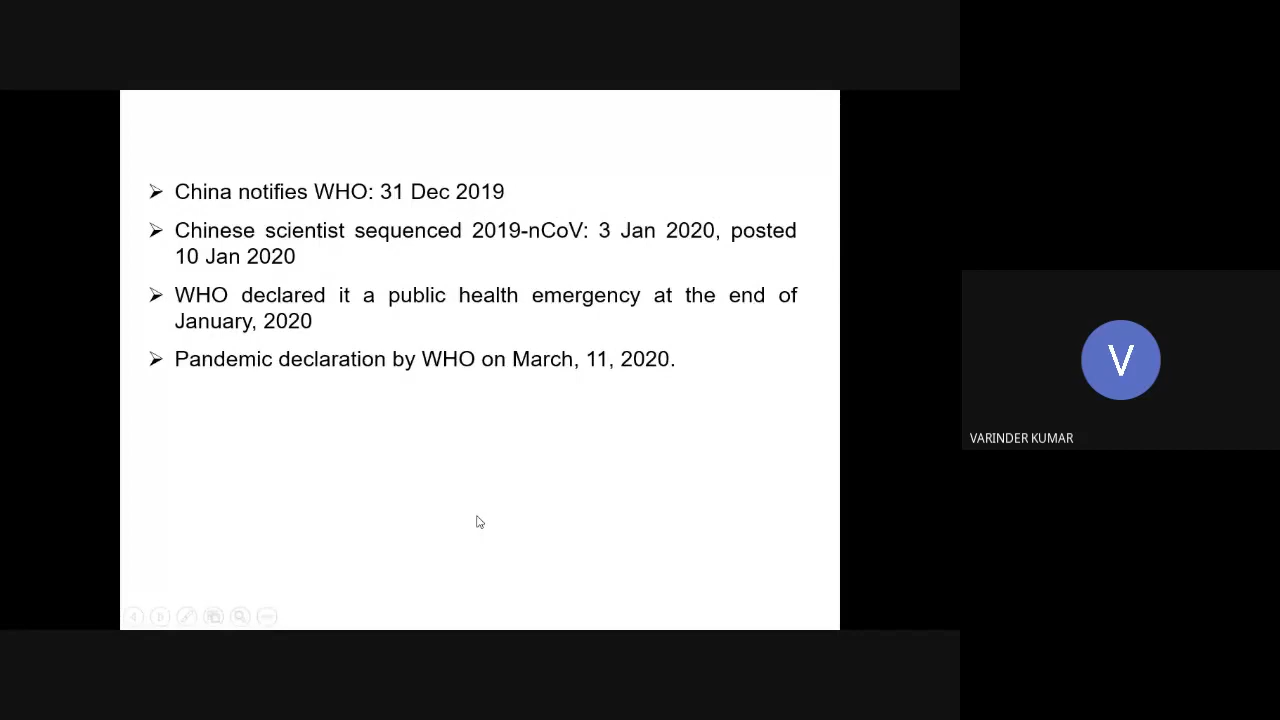 China notifies WHO: 31 Dec 2019
Chinese scientist sequenced 2019-nCoV: 3 Jan 2020, posted
10 Jan 2020
WHO declared it a public health emergency at the end of
January, 2020
Pandemic declaration by WHO on March, 11, 2020.
V
VARINDER KUMAR